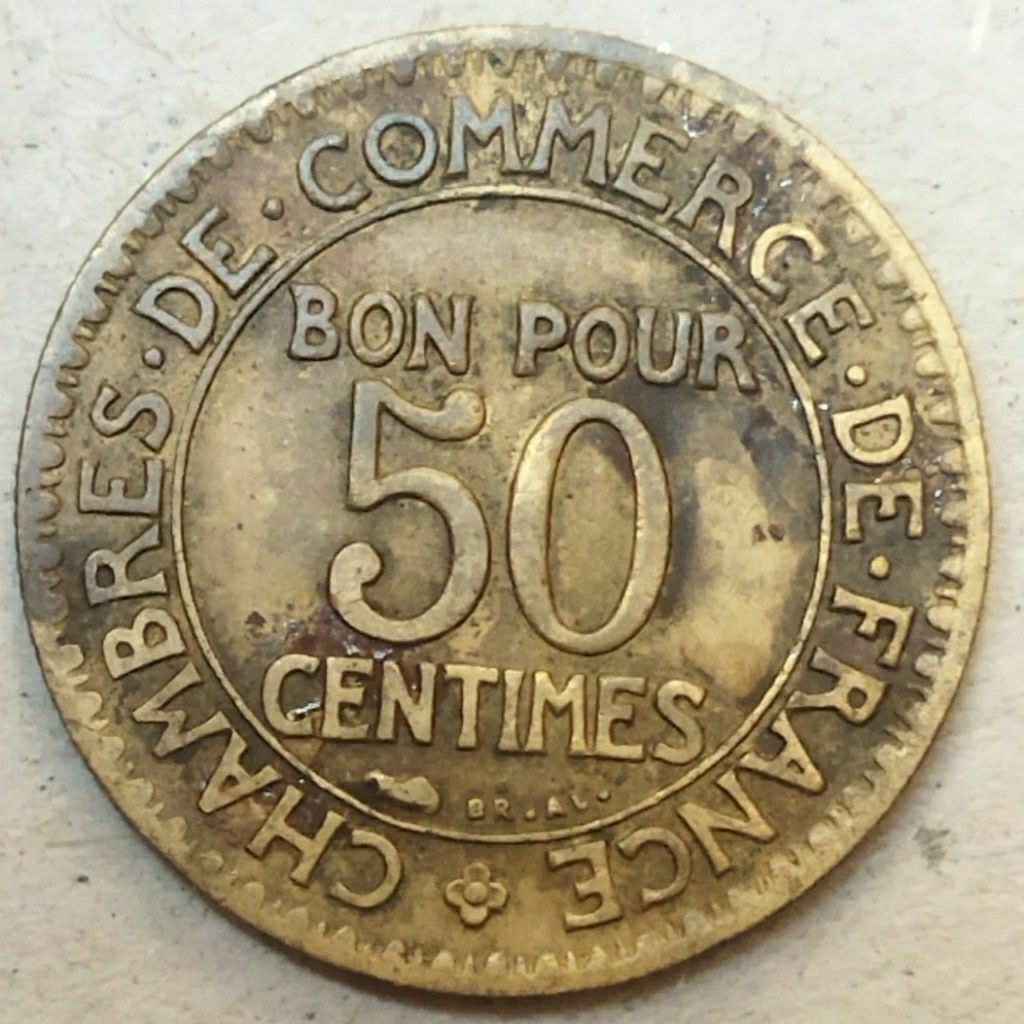 CHAMBRES · DE · COMMERCE · DE · FRANCE
BON POUR
50
CENTIMES
BR.AL.